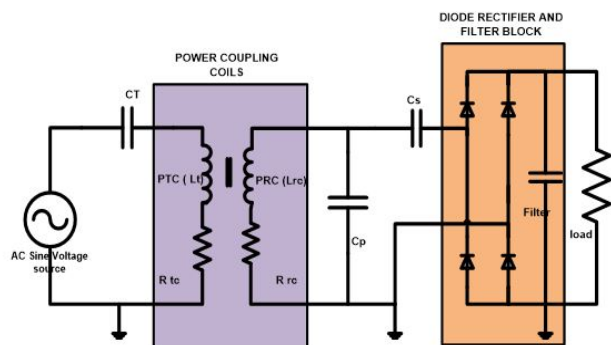 DIODE RECTIFIER AND
FILTER BLOCK
POWER COUPLING
COILS
CT
Cs
PTC ( Lt)
PRC (Lrc)
AC Sine Voltage
source
Cp
Filter
load
R tc
R rc